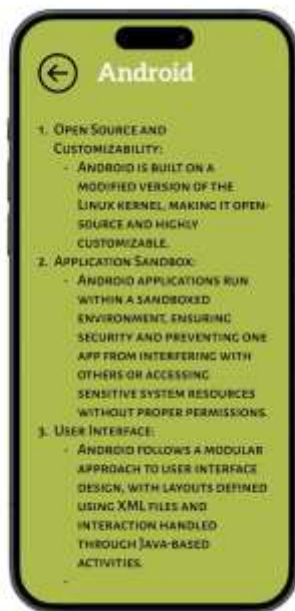 Android
1. Open Source and
Customizability:
- Android is built on a
modified version of the
Linux kernel, making it open-
source and highly
customizable.
2. Application Sandbox:
- Android applications run
within a sandboxed
environment, ensuring
security and preventing one
app from interfering with
others or accessing
sensitive system resources
without proper permissions.
3. User Interface:
- Android follows a modular
approach to user interface
design, with layouts defined
using XML files and
interaction handled
through Java-based
activities.
-